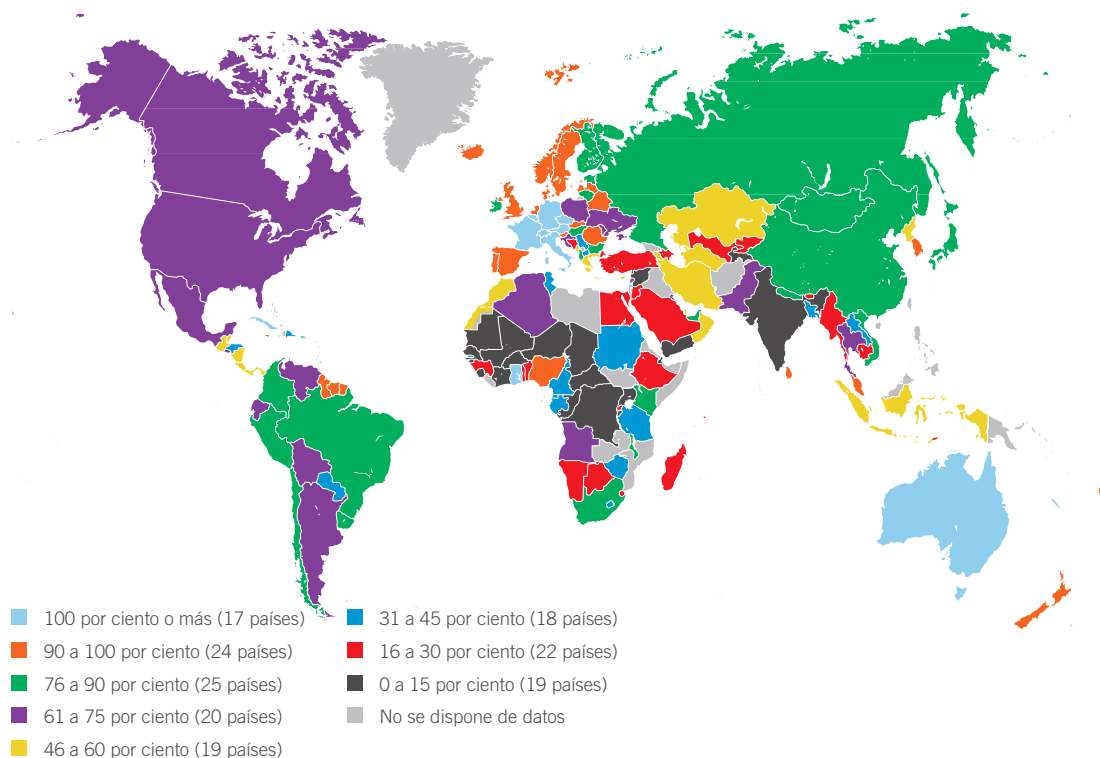 100 por ciento o más (17 países)
90 a 100 por ciento (24 países)
76 a 90 por ciento (25 países)
61 a 75 por ciento (20 países)
46 a 60 por ciento (19 países)
31 a 45 por ciento (18 países)
16 a 30 por ciento (22 países)
0 a 15 por ciento (19 países)
No se dispone de datos